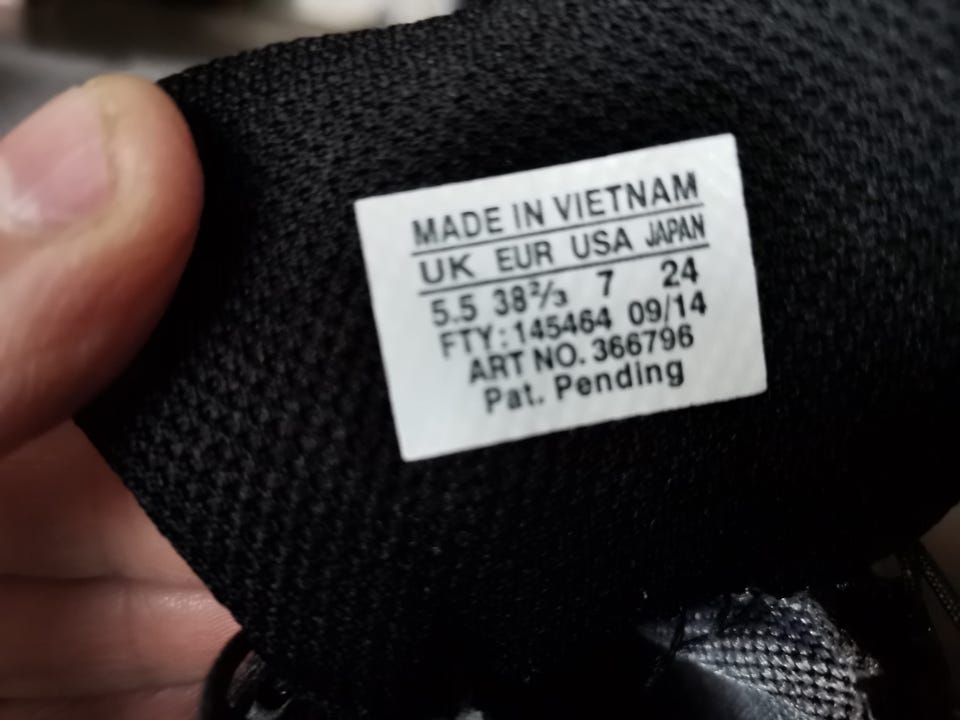 MADE IN VIETNAM
UK EUR USA JAPAN
5.5 38⅔ 7 24
FTY:145464 09/14
ART NO. 366796
Pat. Pending